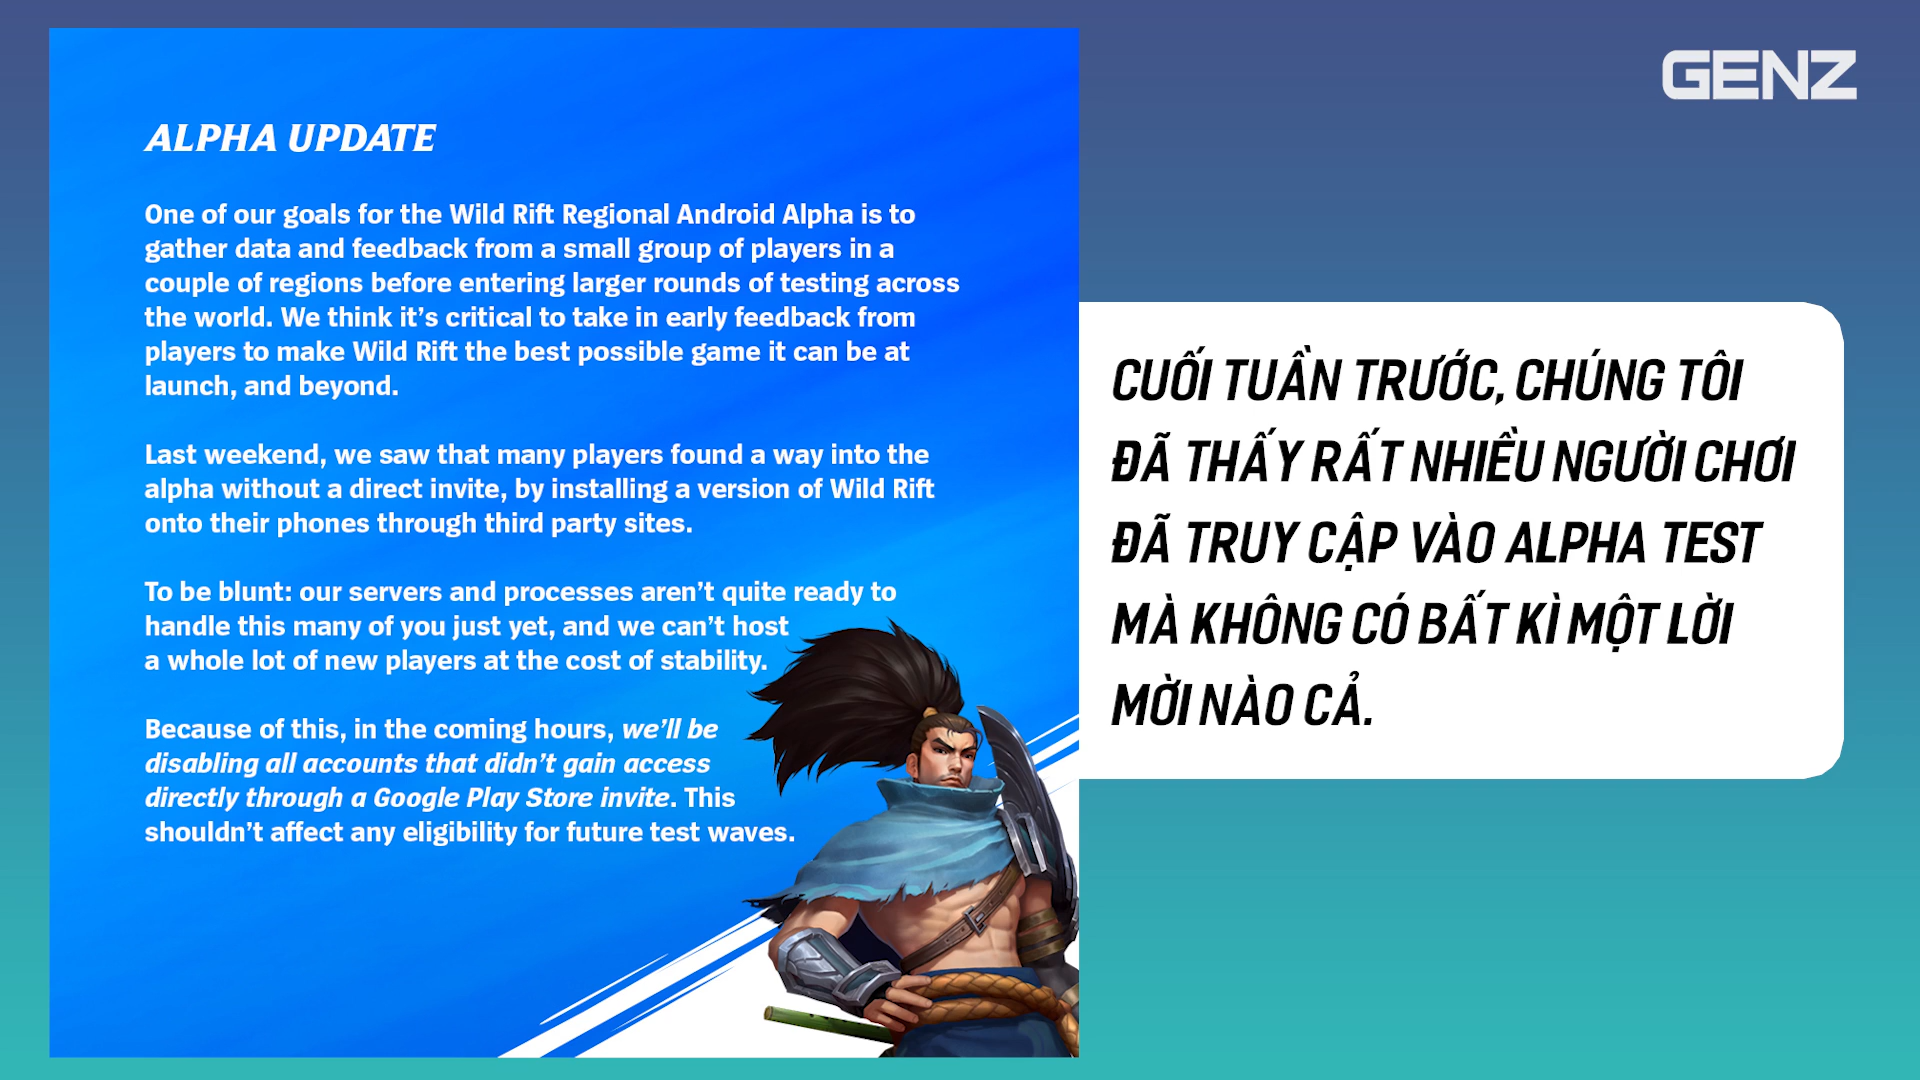 ALPHA UPDATE
One of our goals for the Wild Rift Regional Android Alpha is to
gather data and feedback from a small group of players in a
couple of regions before entering larger rounds of testing across
the world. We think it’s critical to take in early feedback from
players to make Wild Rift the best possible game it can be at
launch, and beyond.
Last weekend, we saw that many players found a way into the
alpha without a direct invite, by installing a version of Wild Rift
onto their phones through third party sites.
To be blunt: our servers and processes aren’t quite ready to
handle this many of you just yet, and we can’t host
a whole lot of new players at the cost of stability.
Because of this, in the coming hours, we’ll be
disabling all accounts that didn’t gain access
directly through a Google Play Store invite. This
shouldn’t affect any eligibility for future test waves.
GENZ
CUỐI TUẦN TRƯỚC, CHÚNG TÔI
ĐÃ THẤY RẤT NHIỀU NGƯỜI CHƠI
ĐÃ TRUY CẬP VÀO ALPHA TEST
MÀ KHÔNG CÓ BẤT KÌ MỘT LỜI
MỜI NÀO CẢ.